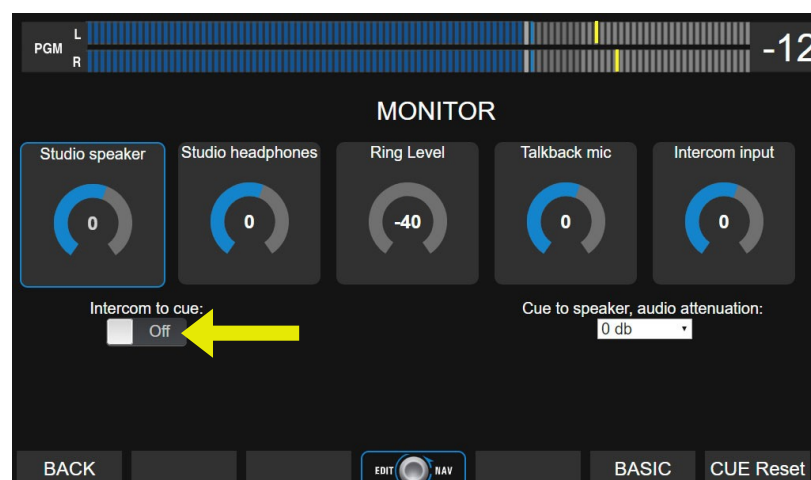 PGM L
R
-12
MONITOR
Studio speaker Studio headphones Ring Level Talkback mic Intercom input
0 0 -40 0 0
Intercom to cue: Cue to speaker, audio attenuation:
Off 0 db
BACK EDIT NAV BASIC CUE Reset